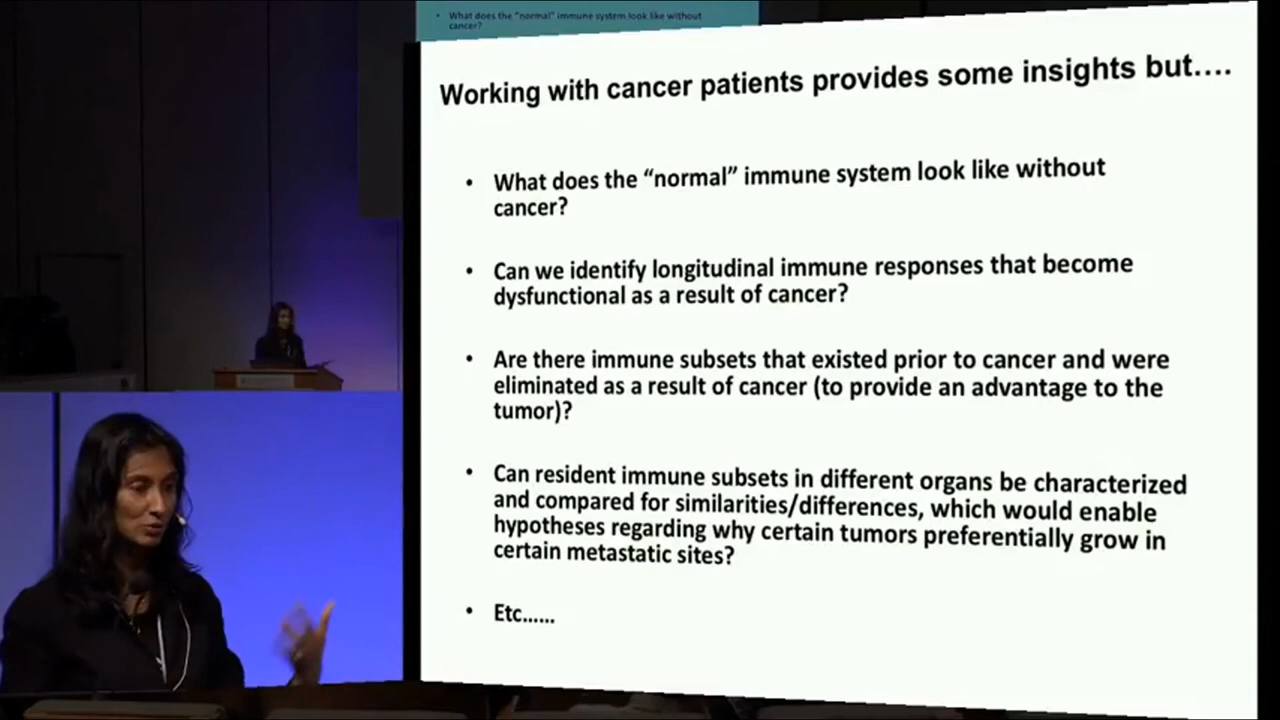 • What does the "normal" immune system look like without
cancer?
Working with cancer patients provides some insights but....
• What does the “normal” immune system look like without
cancer?
• Can we identify longitudinal immune responses that become
dysfunctional as a result of cancer?
• Are there immune subsets that existed prior to cancer and were
eliminated as a result of cancer (to provide an advantage to the
tumor)?
• Can resident immune subsets in different organs be characterized
and compared for similarities/differences, which would enable
hypotheses regarding why certain tumors preferentially grow in
certain metastatic sites?
• Etc......